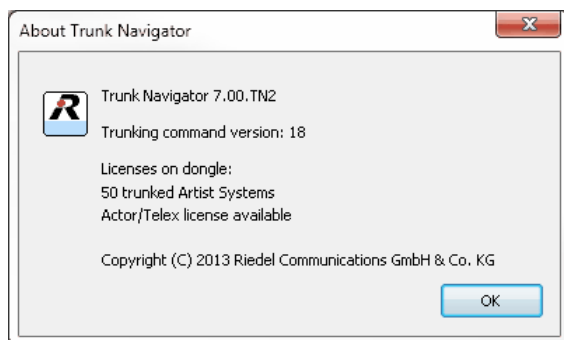 About Trunk Navigator
Trunk Navigator 7.00.TN2
Trunking command version: 18
Licenses on dongle:
50 trunked Artist Systems
Actor/Telex license available
Copyright (C) 2013 Riedel Communications GmbH & Co. KG
OK